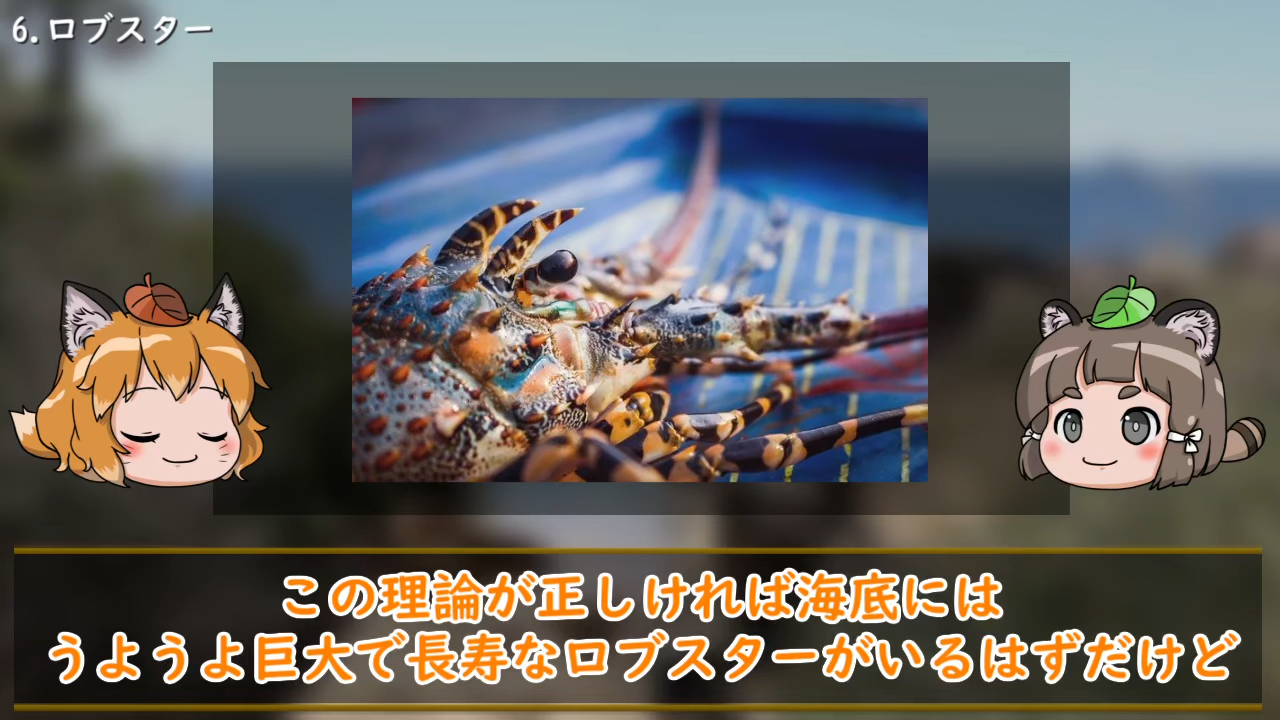 6.ロブスター
この理論が正しければ海底には
うようよ巨大で長寿なロブスターがいるはずだけど